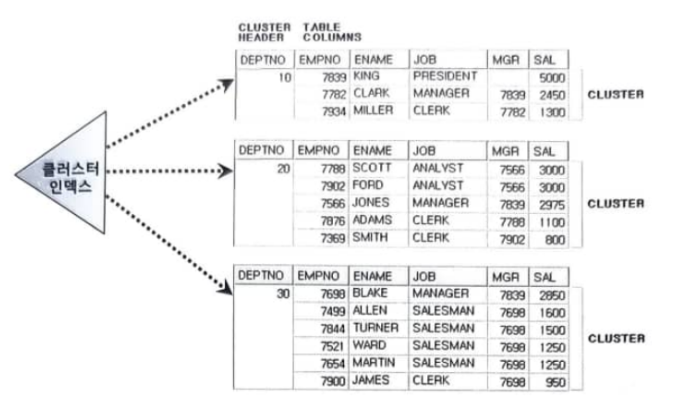 CLUSTER TABLE
HEADER COLUMNS
DEPTNO EMPNO ENAME JOB MGR SAL
10 7839 KING PRESIDENT 5000
7782 CLARK MANAGER 7839 2450
7934 MILLER CLERK 7782 1300
CLUSTER
DEPTNO EMPNO ENAME JOB MGR SAL
20 7788 SCOTT ANALYST 7566 3000
7902 FORD ANALYST 7566 3000
7566 JONES MANAGER 7839 2975
7876 ADAMS CLERK 7788 1100
7369 SMITH CLERK 7902 800
CLUSTER
클러스터
인덱스
DEPTNO EMPNO ENAME JOB MGR SAL
30 7698 BLAKE MANAGER 7839 2850
7499 ALLEN SALESMAN 7698 1600
7844 TURNER SALESMAN 7698 1500
7521 WARD SALESMAN 7698 1250
7654 MARTIN SALESMAN 7698 1250
7900 JAMES CLERK 7698 950
CLUSTER